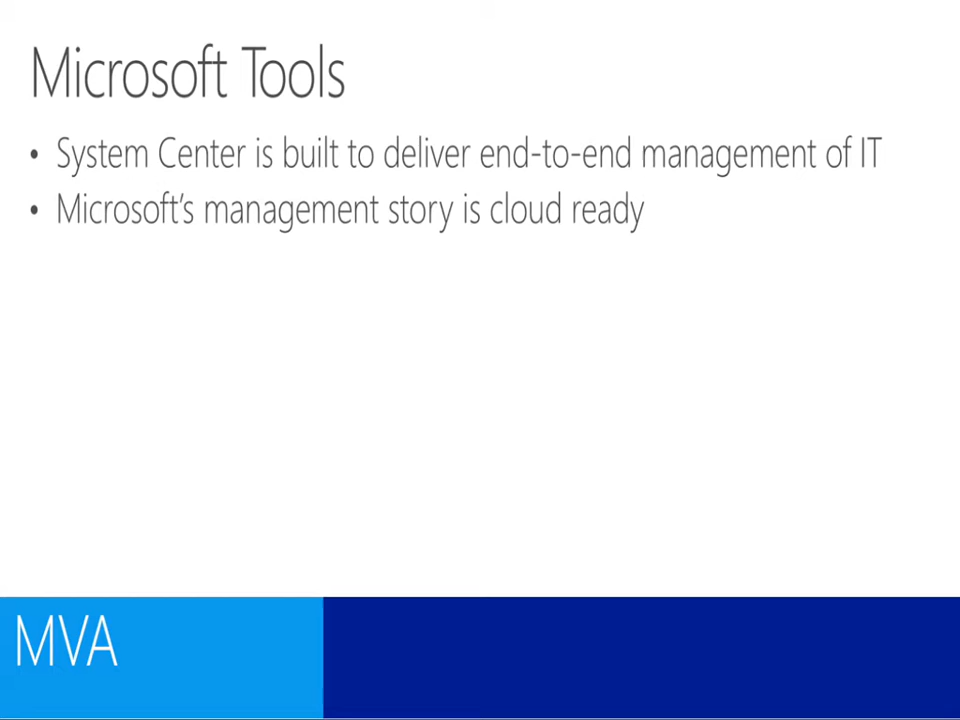 Microsoft Tools
• System Center is built to deliver end-to-end management of IT
• Microsoft's management story is cloud ready
MVA